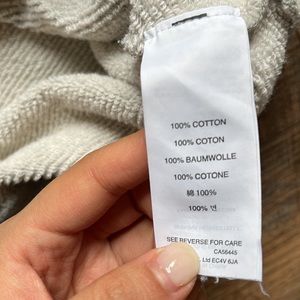 100% COTTON
100% COTON
100% BAUMWOLLE
100% COTONE
綿 100%
100% 면
SEE REVERSE FOR CARE
CA56445
Ltd EC4V 6JA